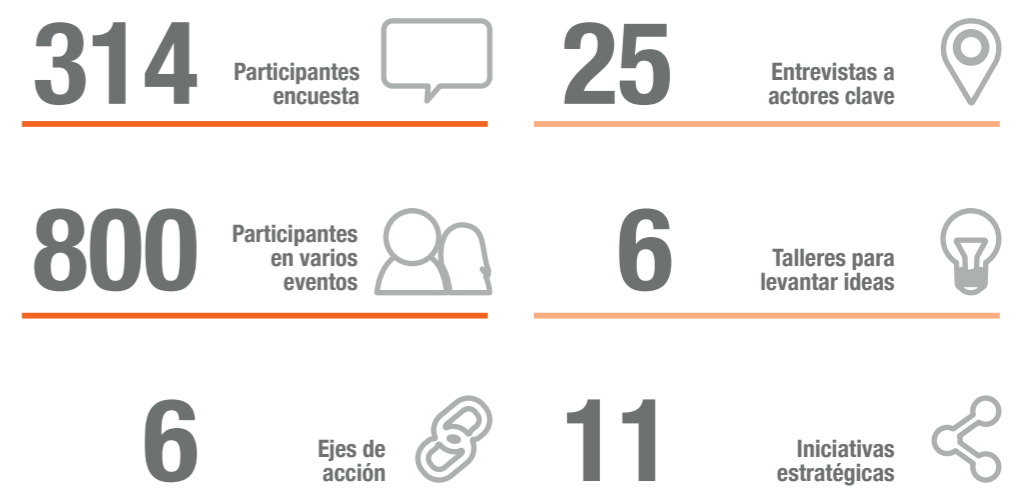 314
Participantes
encuesta
25
Entrevistas a
actores clave
800
Participantes
en varios
eventos
6
Talleres para
levantar ideas
6
Ejes de
acción
11
Iniciativas
estratégicas